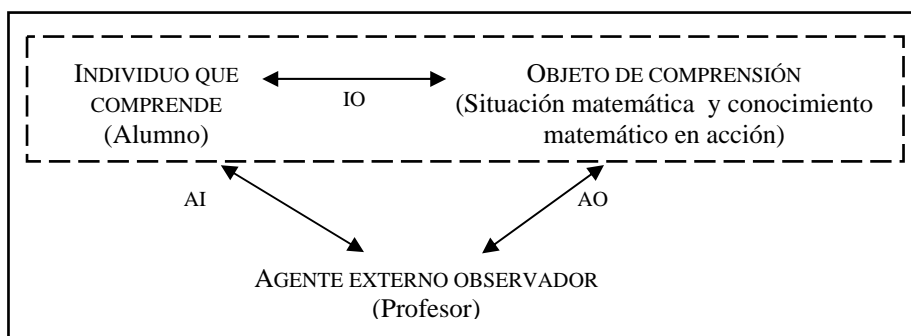 INDIVIDUO QUE
COMPRENDE
(Alumno)
IO
OBJETO DE COMPRENSIÓN
(Situación matemática y conocimiento
matemático en acción)
AI
AO
AGENTE EXTERNO OBSERVADOR
(Profesor)